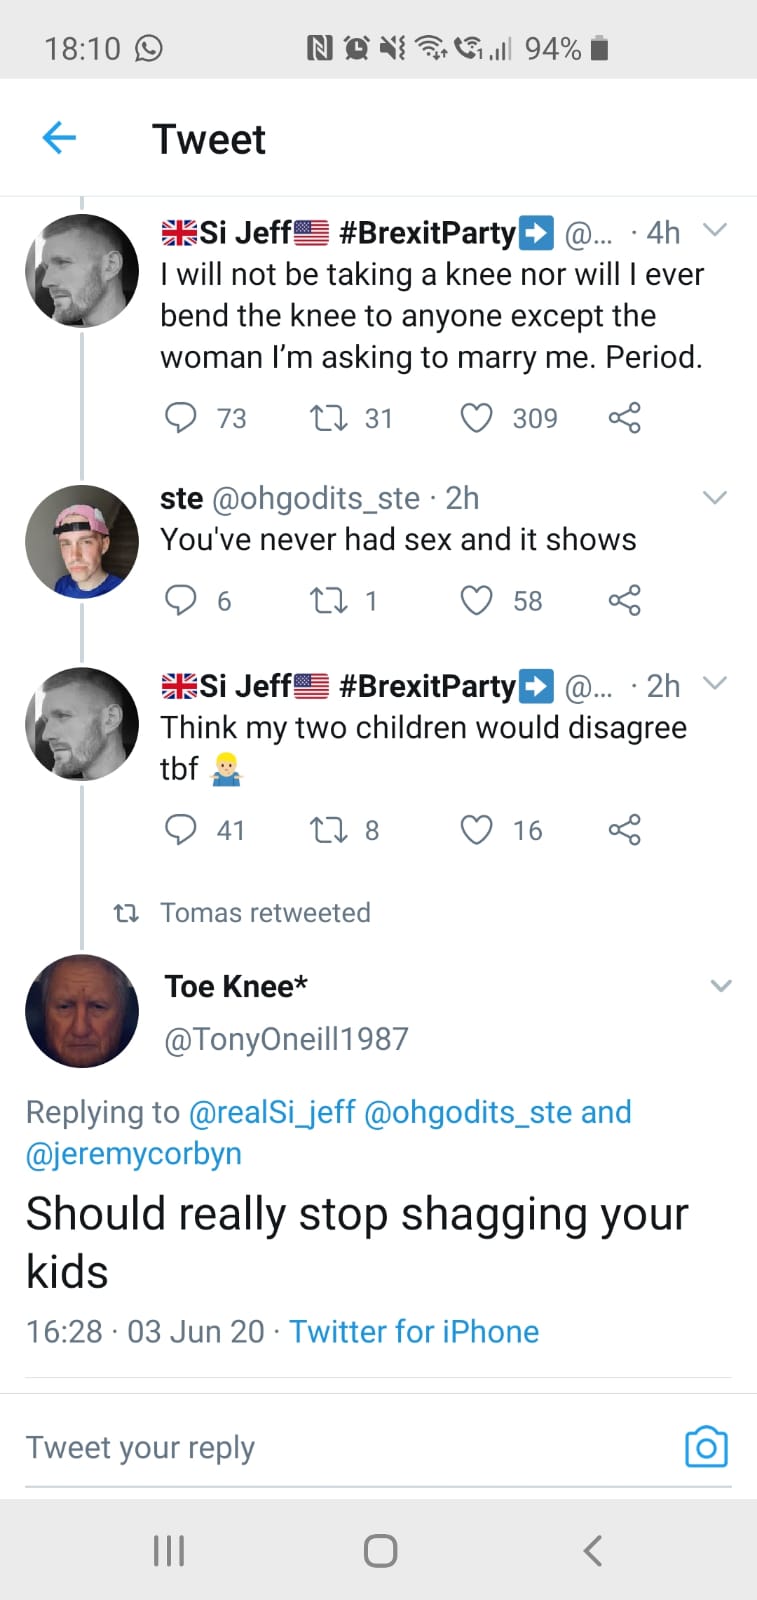 18:10 94%
Tweet
🇬🇧Si Jeff🇺🇸 #BrexitParty➡️ @... · 4h
I will not be taking a knee nor will I ever
bend the knee to anyone except the
woman I'm asking to marry me. Period.
73 31 309
ste @ohgodits_ste · 2h
You've never had sex and it shows
6 1 58
🇬🇧Si Jeff🇺🇸 #BrexitParty➡️ @... · 2h
Think my two children would disagree
tbf 🤷🏼‍♂️
41 8 16
Tomas retweeted
Toe Knee*
@TonyOneill1987
Replying to @realSi_jeff @ohgodits_ste and
@jeremycorbyn
Should really stop shagging your
kids
16:28 · 03 Jun 20 · Twitter for iPhone
Tweet your reply